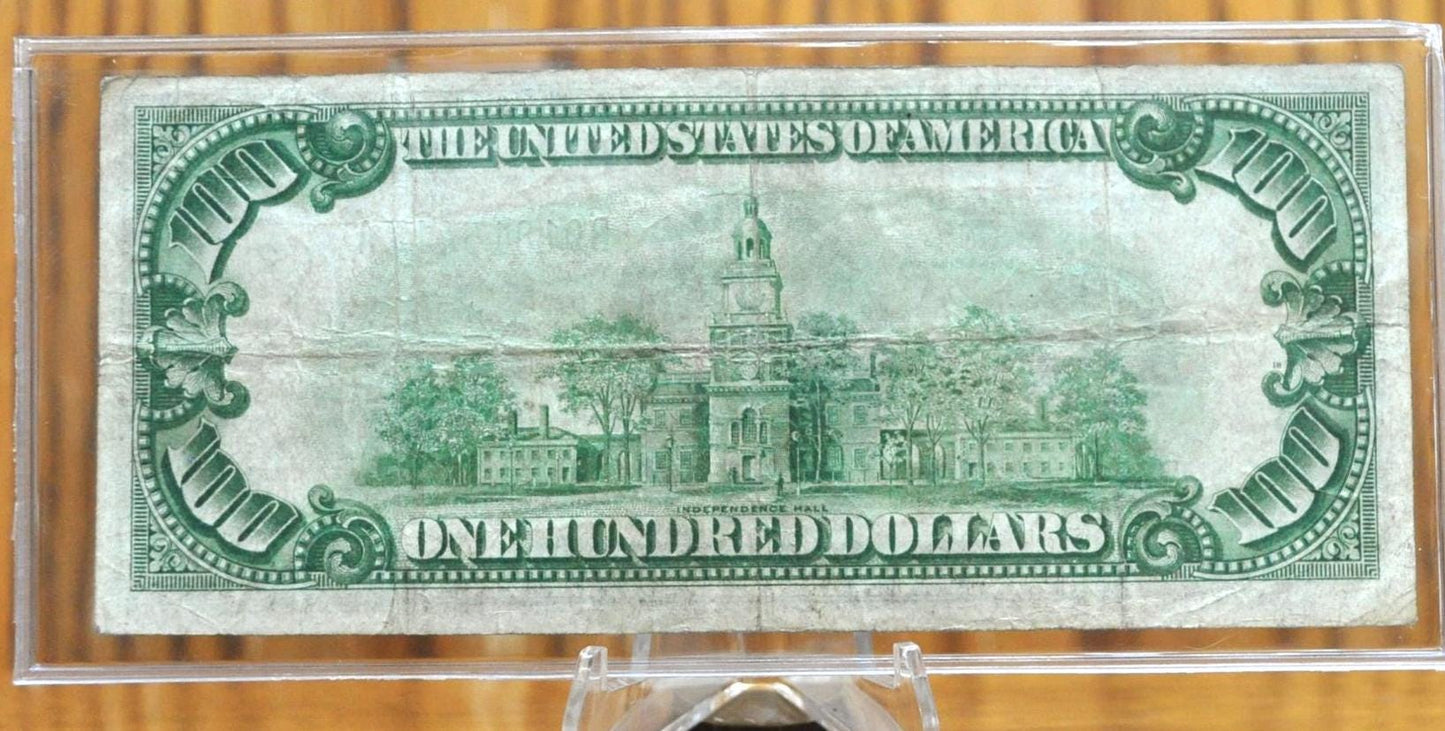 100
THE UNITED STATES OF AMERICA
100
INDEPENDENCE HALL
100
ONE HUNDRED DOLLARS
100